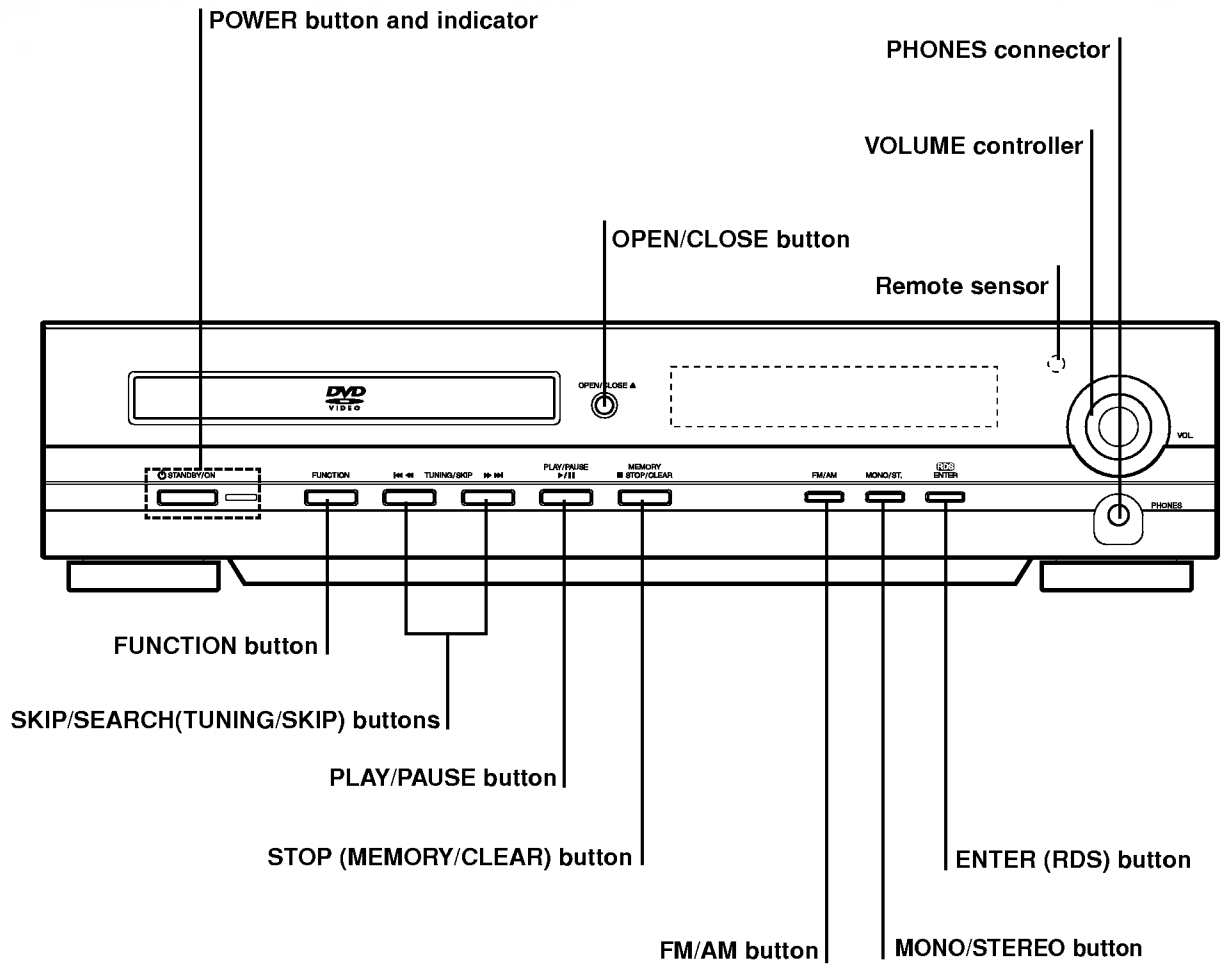 POWER button and indicator
PHONES connector
VOLUME controller
OPEN/CLOSE button
Remote sensor
DVD
VIDEO
OPEN/CLOSE ▲
VOL.
⏻ STANDBY/ON
FUNCTION
⏮ ◀◀ TUNING/SKIP ▶▶ ⏭
PLAY/PAUSE
▶/❚❚
MEMORY
■ STOP/CLEAR
FM/AM
MONO/ST.
RDS
ENTER
PHONES
FUNCTION button
SKIP/SEARCH(TUNING/SKIP) buttons
PLAY/PAUSE button
STOP (MEMORY/CLEAR) button
ENTER (RDS) button
FM/AM button
MONO/STEREO button